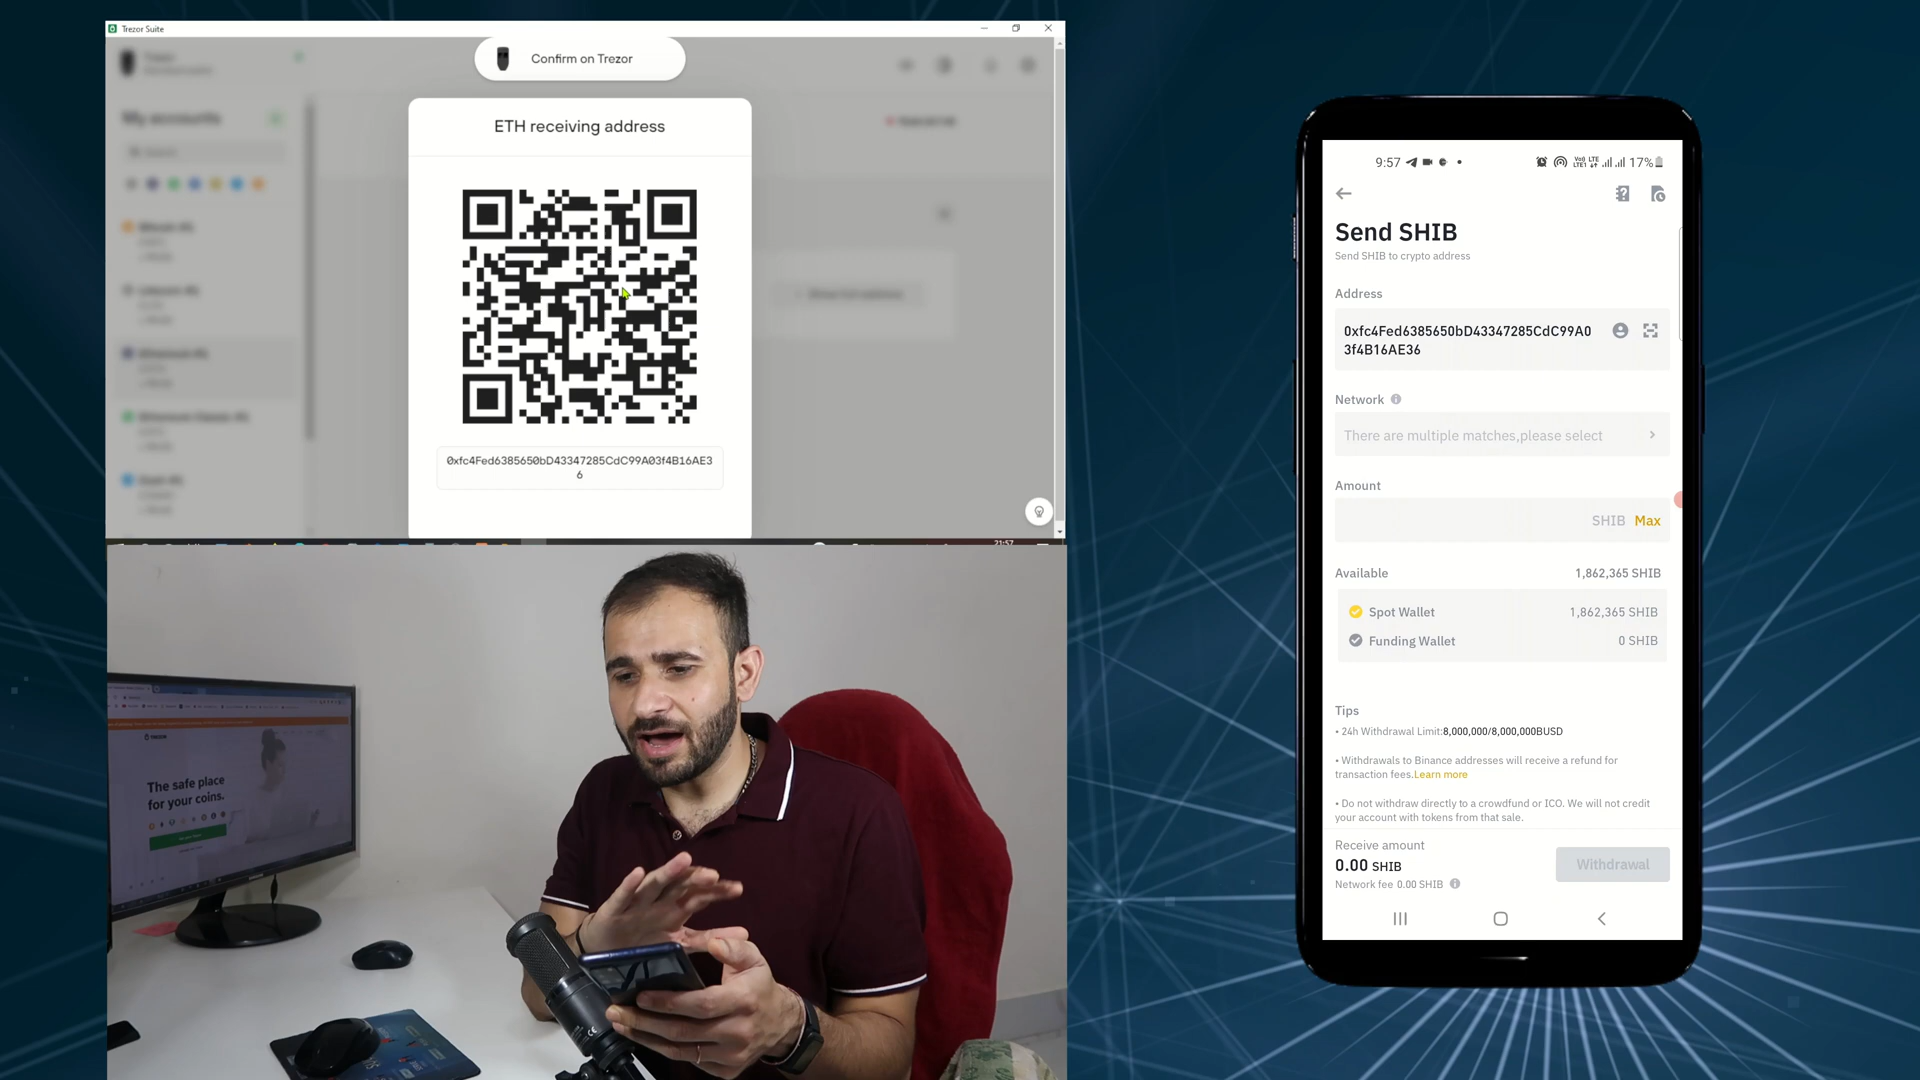 Trezor Suite
Confirm on Trezor
My accounts
ETH receiving address
0xfc4Fed6385650bD43347285CdC99A03f4B16AE3
6
21:57
The safe place
for your coins.
9:57
17%
Send SHIB
Send SHIB to crypto address
Address
0xfc4Fed6385650bD43347285CdC99A0
3f4B16AE36
Network
There are multiple matches,please select
Amount
SHIB Max
Available 1,862,365 SHIB
Spot Wallet 1,862,365 SHIB
Funding Wallet 0 SHIB
Tips
• 24h Withdrawal Limit:8,000,000/8,000,000BUSD
• Withdrawals to Binance addresses will receive a refund for
transaction fees.Learn more
• Do not withdraw directly to a crowdfund or ICO. We will not credit
your account with tokens from that sale.
Receive amount
0.00 SHIB
Withdrawal
Network fee 0.00 SHIB